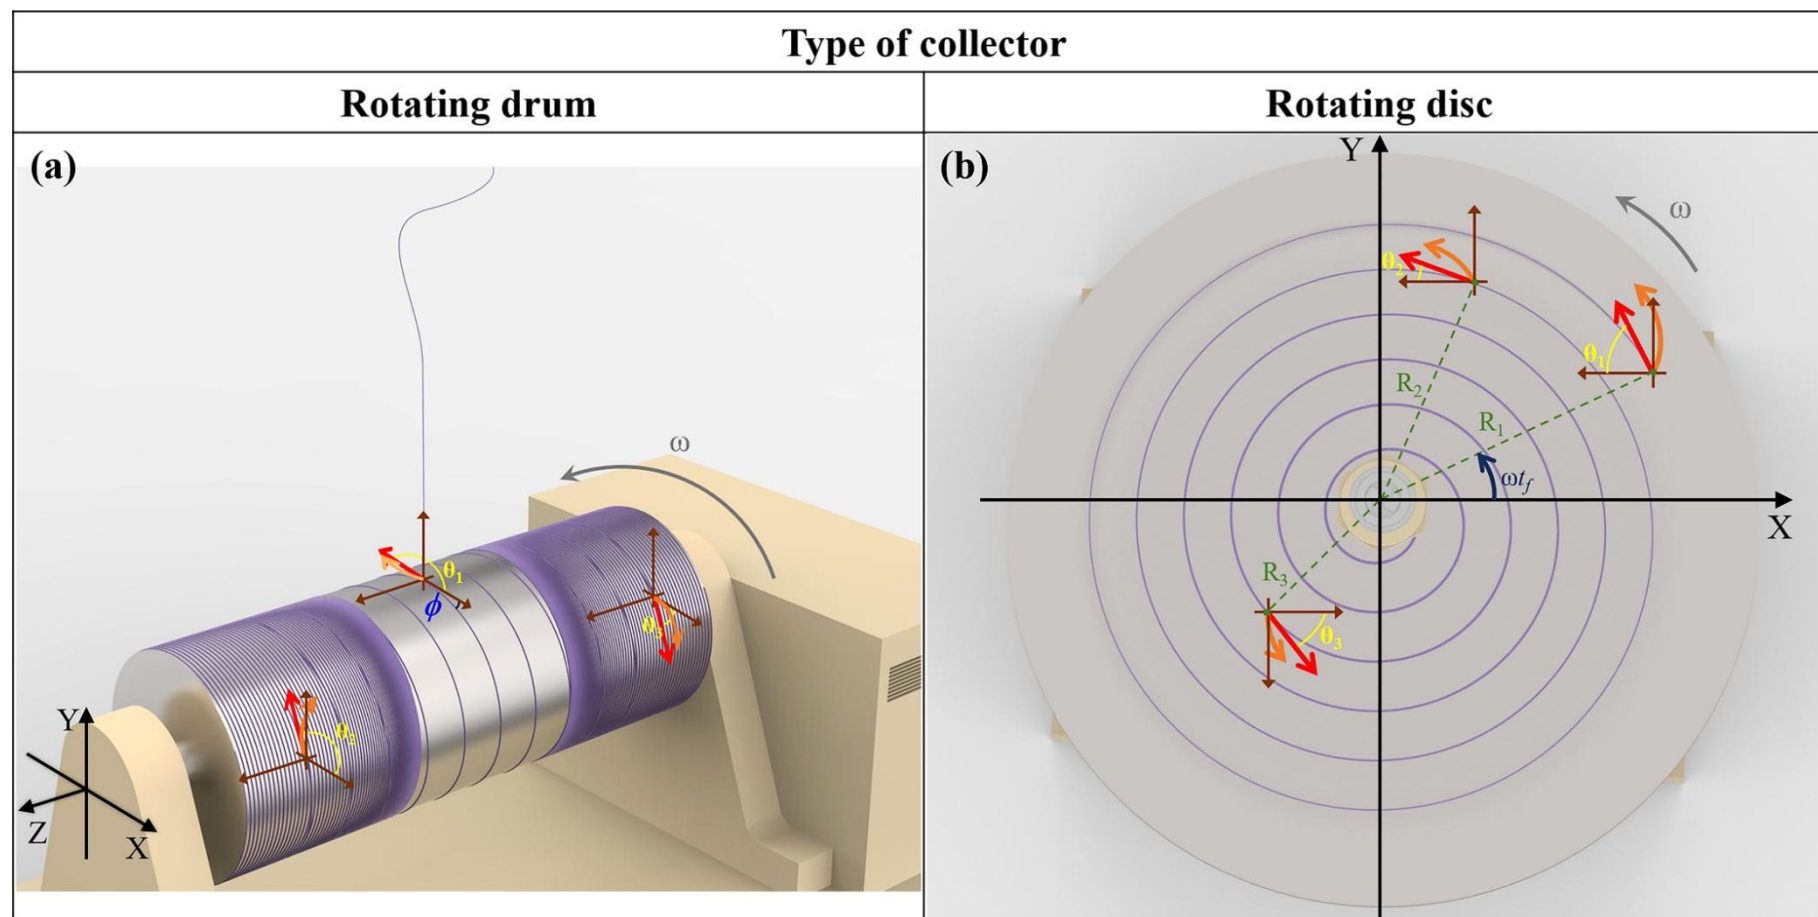 Type of collector
Rotating drum
Rotating disc
(a)
ω
θ1
ϕ
θ3
θ2
Y
Z
X
(b)
Y
ω
θ2
θ1
R2
R1
ωtf
X
R3
θ3